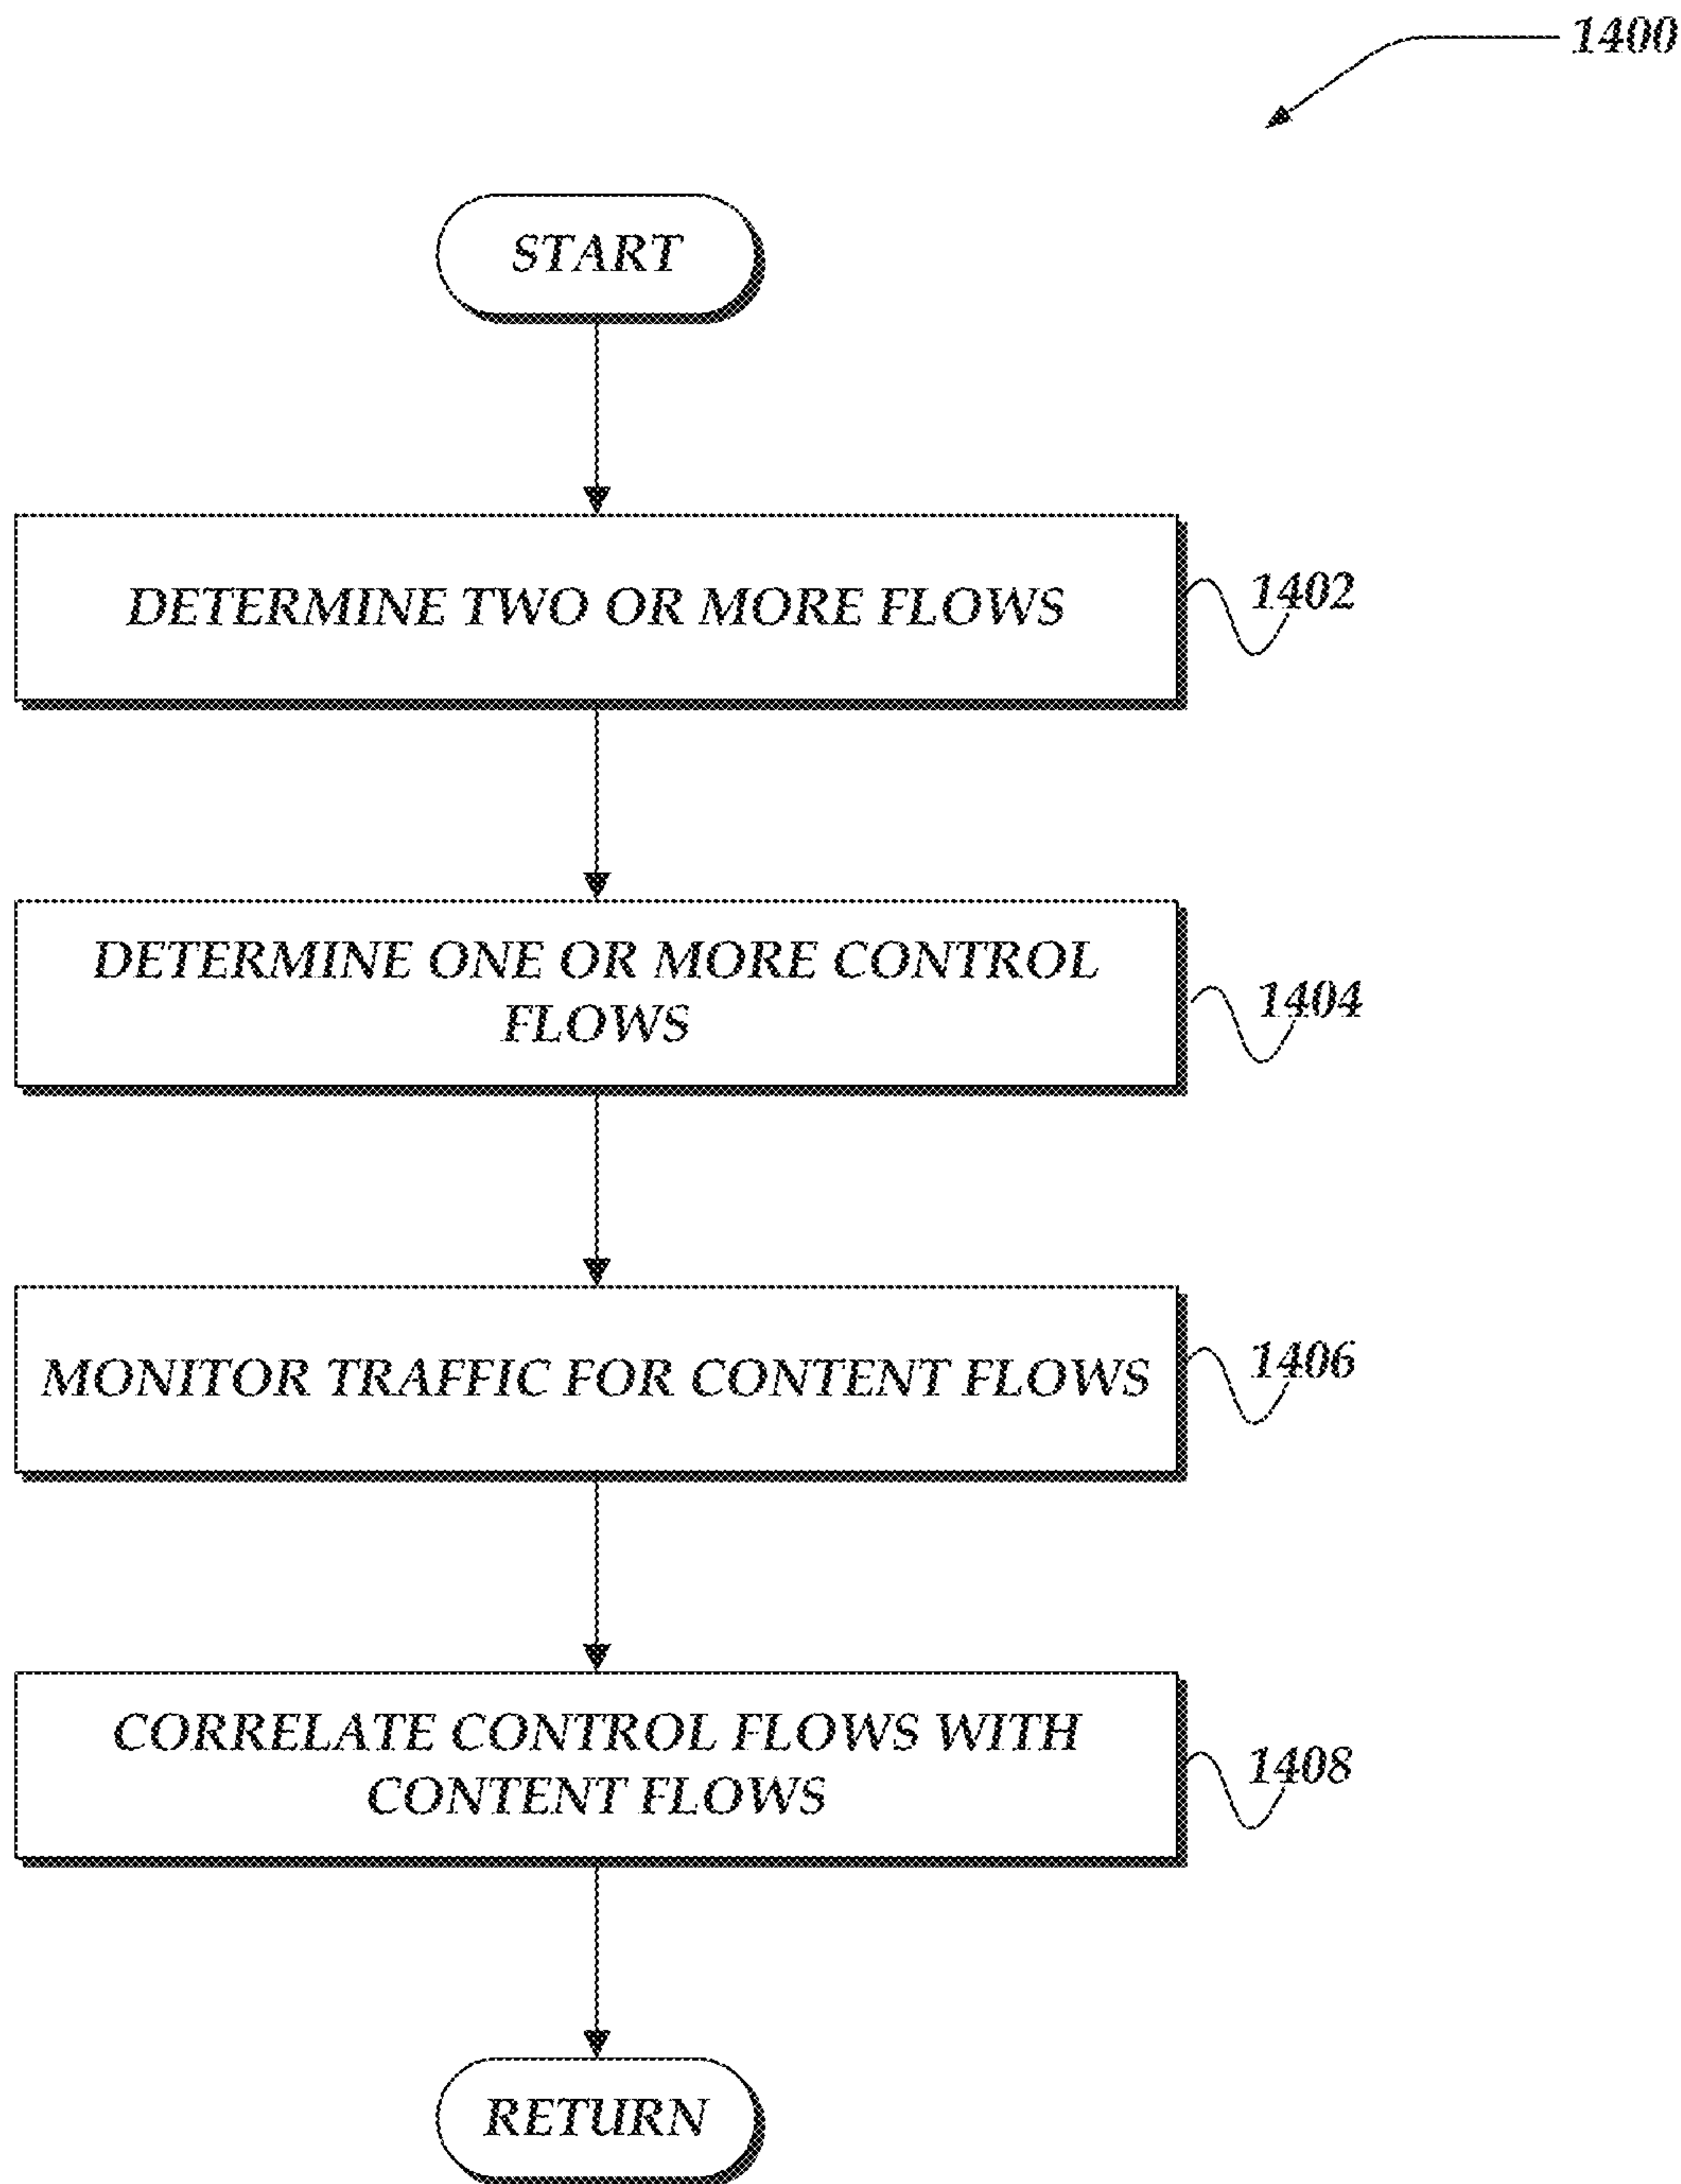 1400
START
DETERMINE TWO OR MORE FLOWS
1402
DETERMINE ONE OR MORE CONTROL
FLOWS
1404
MONITOR TRAFFIC FOR CONTENT FLOWS
1406
CORRELATE CONTROL FLOWS WITH
CONTENT FLOWS
1408
RETURN